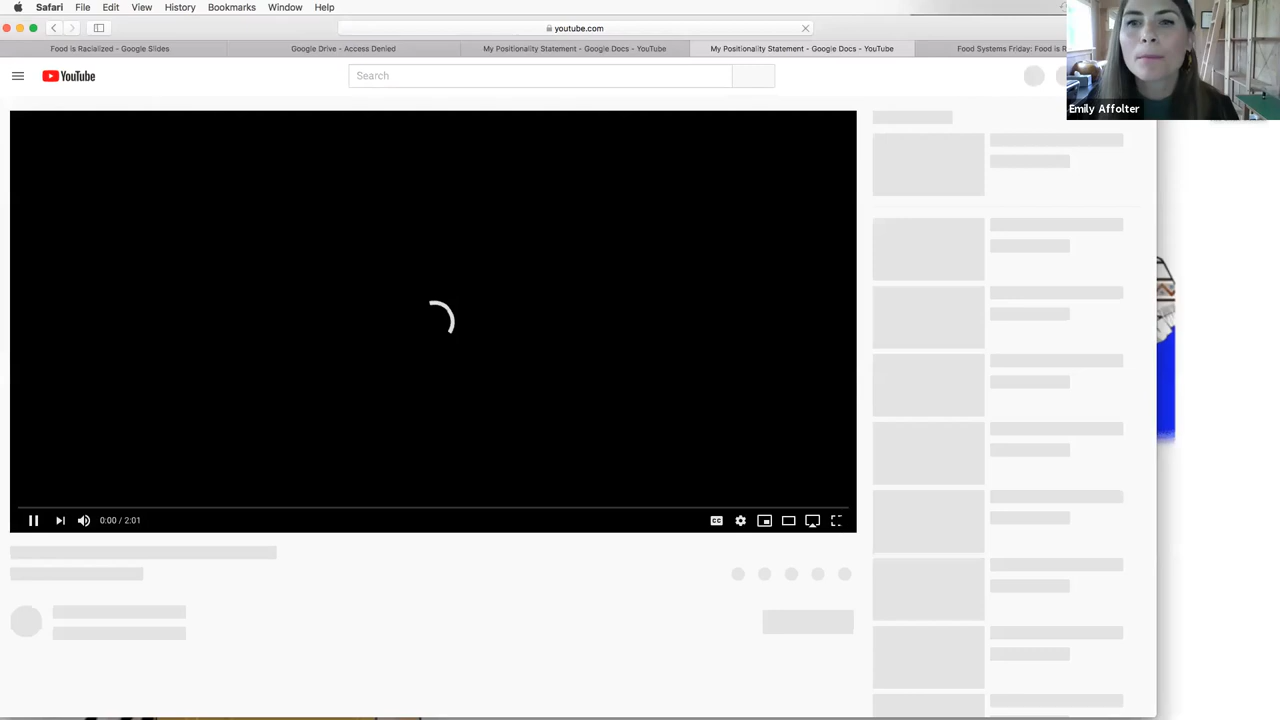 Safari File Edit View History Bookmarks Window Help
youtube.com
Food is Racialized - Google Slides Google Drive - Access Denied My Positionality Statement - Google Docs - YouTube My Positionality Statement - Google Docs - YouTube Food Systems Friday: Food is R
YouTube Search
Emily Affolter
0:00 / 2:01
CC